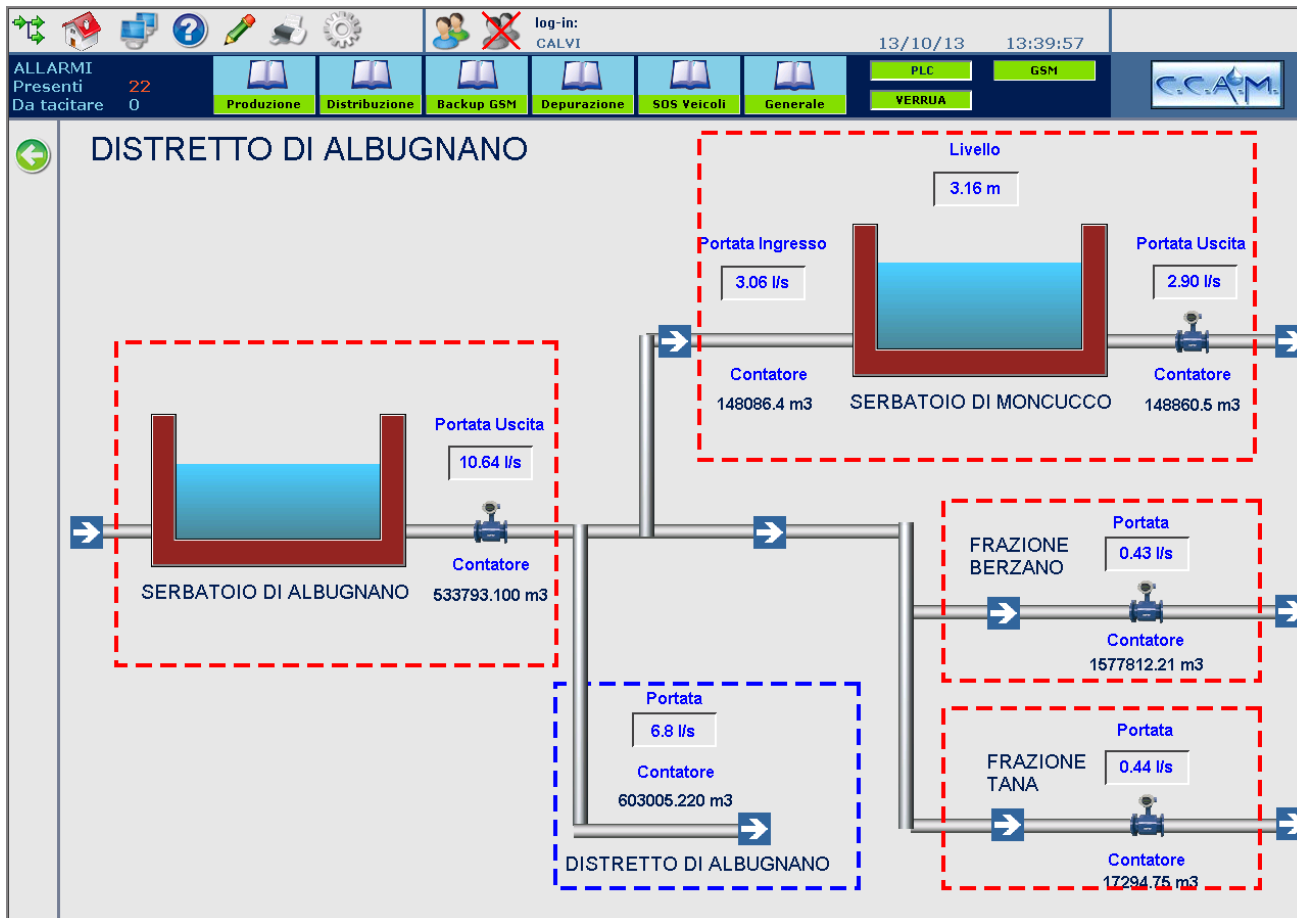 log-in:
CALVI
13/10/13 13:39:57
ALLARMI
Presenti 22
Da tacitare 0
Produzione
Distribuzione
Backup GSM
Depurazione
SOS Veicoli
Generale
PLC
GSM
VERRUA
C.C.A.M.
DISTRETTO DI ALBUGNANO
Livello
3.16 m
Portata Ingresso
3.06 l/s
Portata Uscita
2.90 l/s
Contatore
148086.4 m3
SERBATOIO DI MONCUCCO
Contatore
148860.5 m3
Portata Uscita
10.64 l/s
Contatore
533793.100 m3
SERBATOIO DI ALBUGNANO
FRAZIONE
BERZANO
Portata
0.43 l/s
Contatore
1577812.21 m3
Portata
6.8 l/s
Contatore
603005.220 m3
DISTRETTO DI ALBUGNANO
FRAZIONE
TANA
Portata
0.44 l/s
Contatore
17294.75 m3